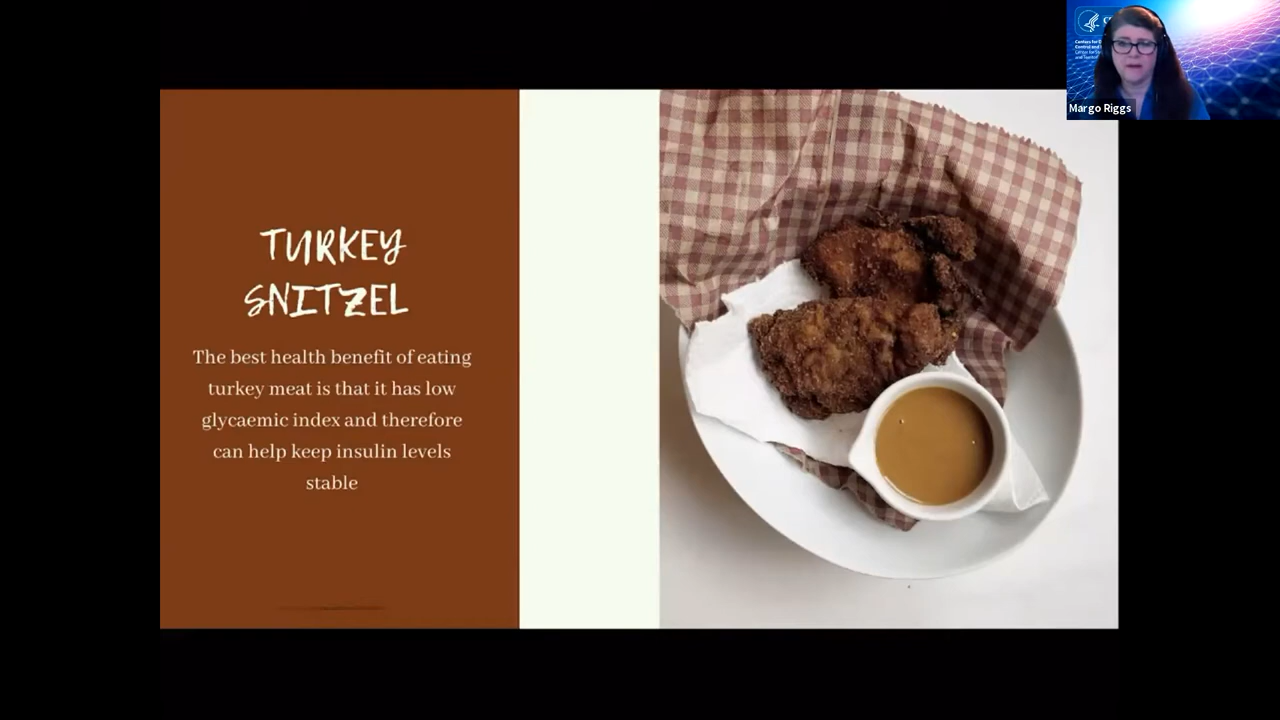 TURKEY
SNITZEL
The best health benefit of eating
turkey meat is that it has low
glycaemic index and therefore
can help keep insulin levels
stable
Margo Riggs